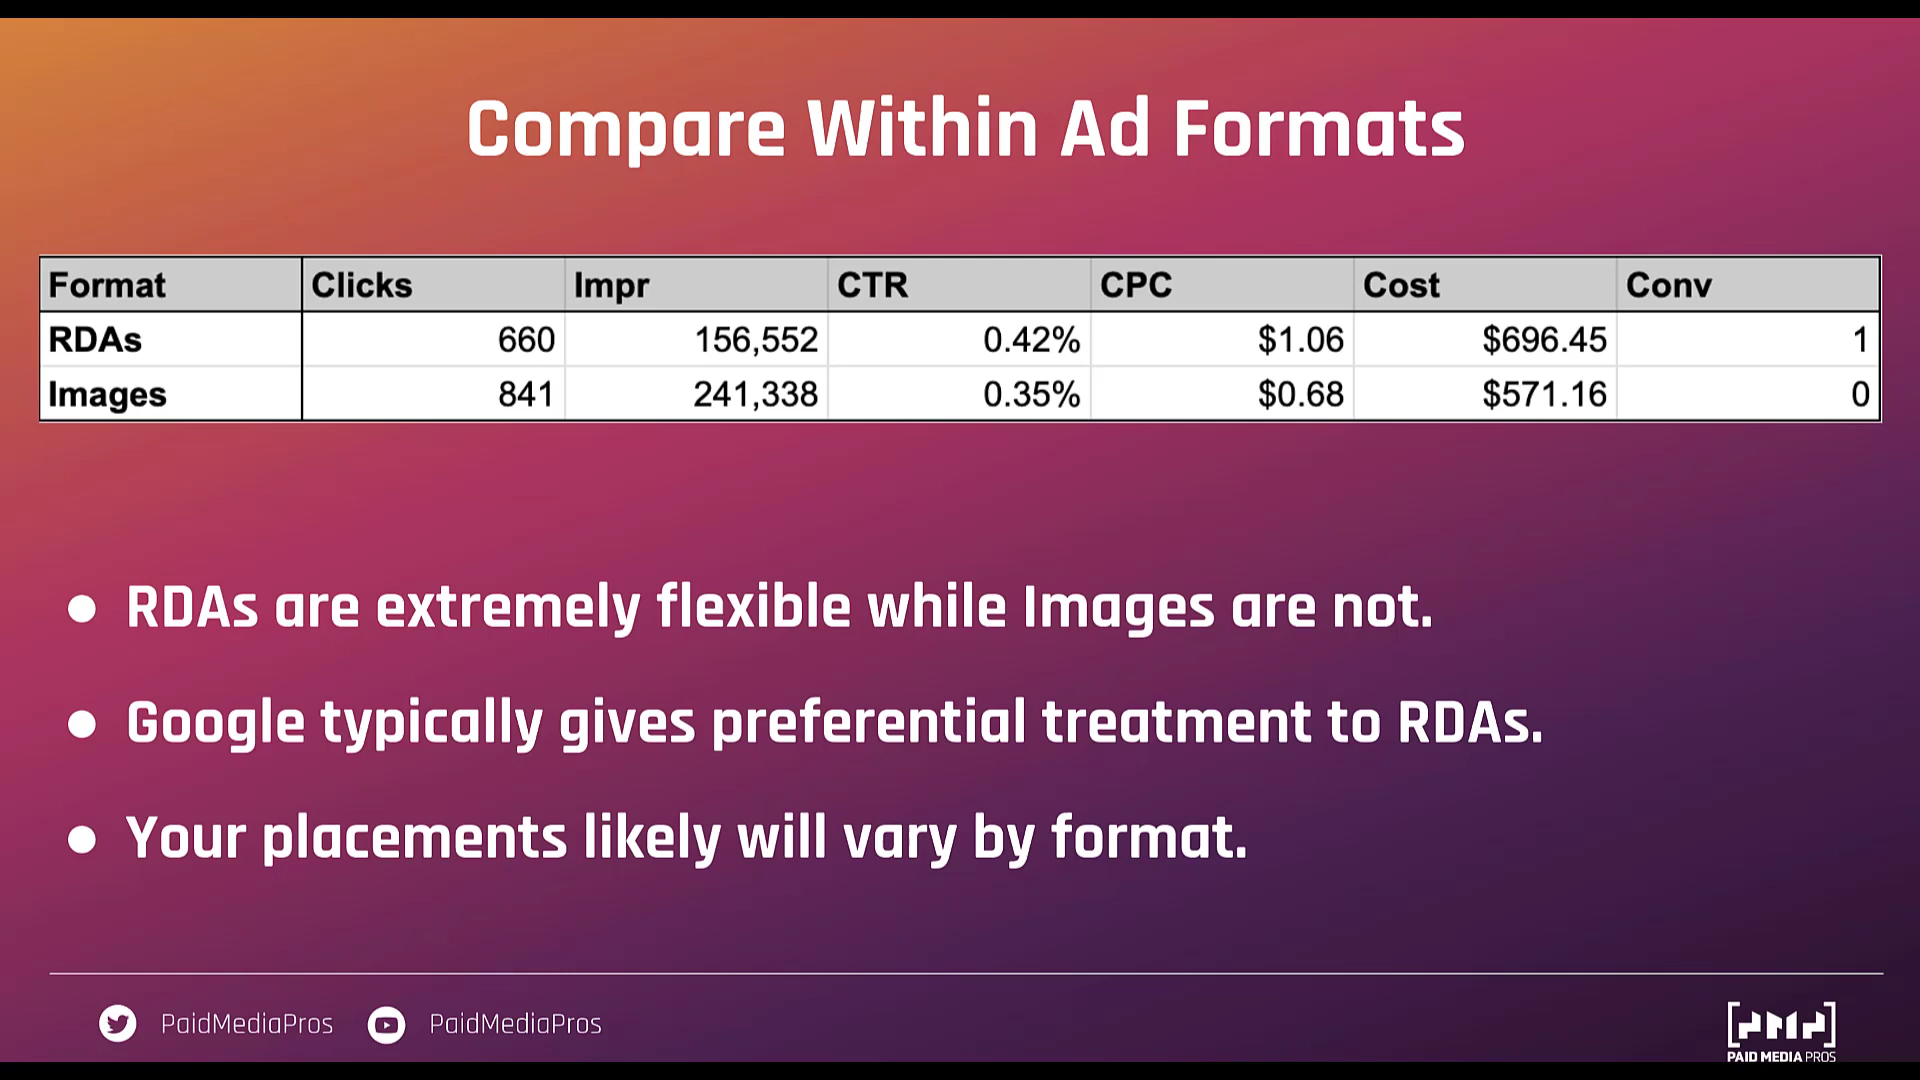 Compare Within Ad Formats
Format Clicks Impr CTR CPC Cost Conv
RDAs 660 156,552 0.42% $1.06 $696.45 1
Images 841 241,338 0.35% $0.68 $571.16 0
● RDAs are extremely flexible while Images are not.
● Google typically gives preferential treatment to RDAs.
● Your placements likely will vary by format.
PaidMediaPros PaidMediaPros
PMP
PAID MEDIA PROS